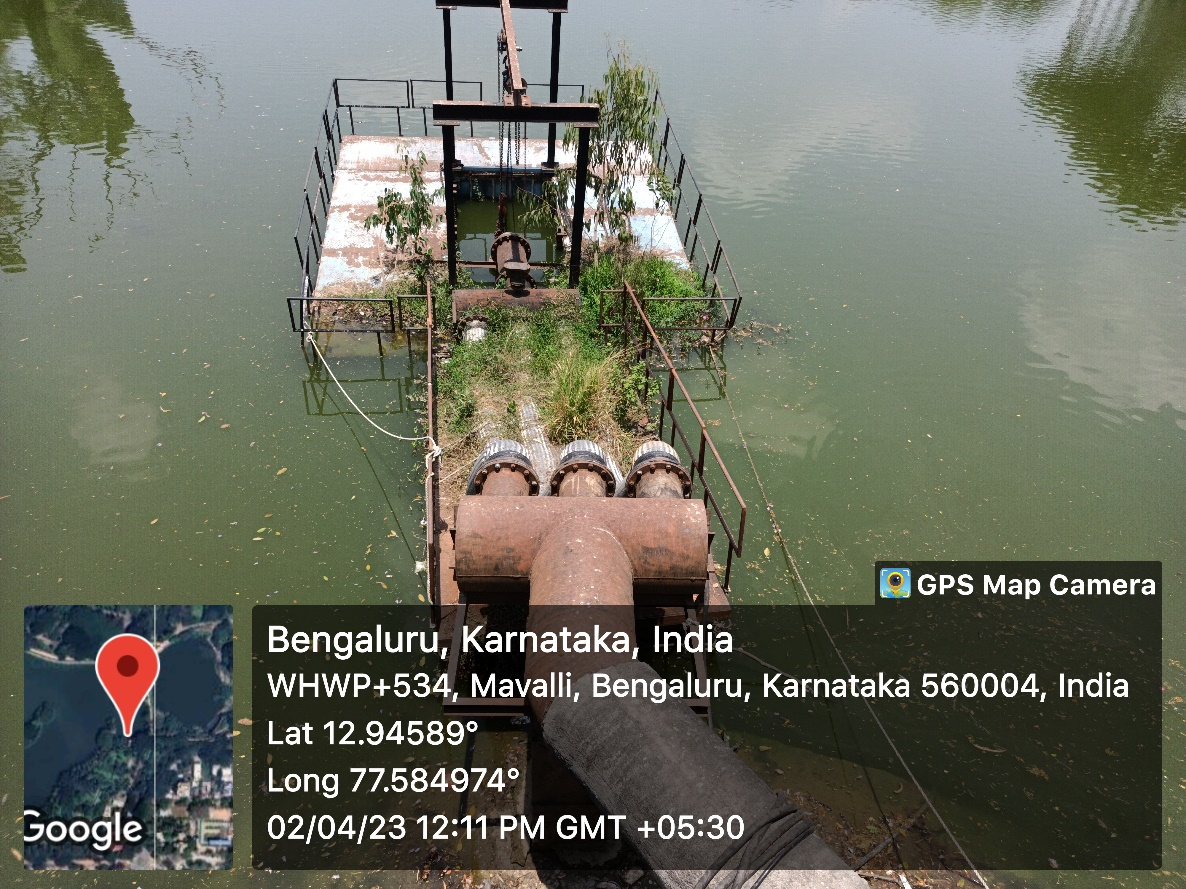 GPS Map Camera
Bengaluru, Karnataka, India
WHWP+534, Mavalli, Bengaluru, Karnataka 560004, India
Lat 12.94589°
Long 77.584974°
02/04/23 12:11 PM GMT +05:30
Google